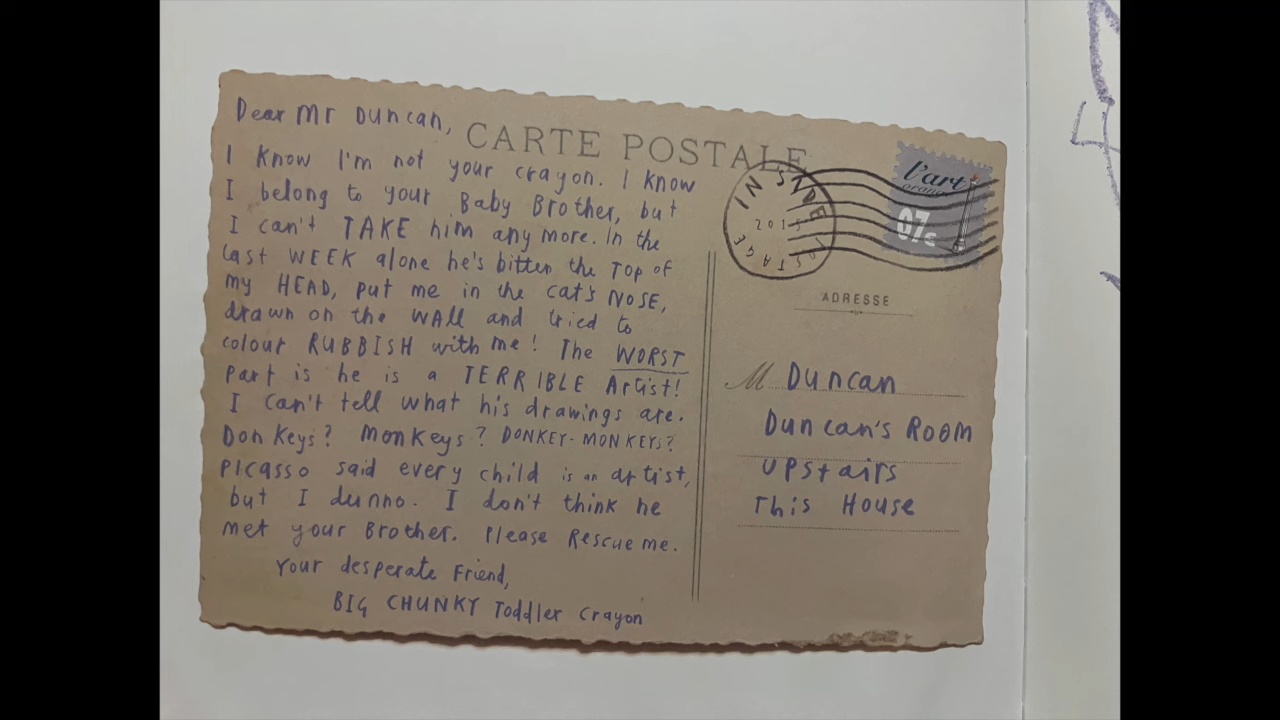 Dear Mr Duncan,
CARTE POSTALE
I know I'm not your crayon. I know
I belong to your Baby Brother, but
I can't TAKE him any more. In the
last WEEK alone he's bitten the Top of
my HEAD, put me in the cat's NOSE,
drawn on the WAll and tried to
colour RUBBISH with me! The WORST
part is he is a TERRIBLE Artist!
I can't tell what his drawings are.
Donkeys? Monkeys? DONKEY-MONKEYS?
Picasso said every child is an artist,
but I dunno. I don't think he
met your Brother. Please Rescue me.
Your desperate Friend,
BIG CHUNKY Toddler Crayon
IN SNDE
2015
POSTAGE
l'art
07c
ADRESSE
M Duncan
Duncan's ROOM
upstairs
This House